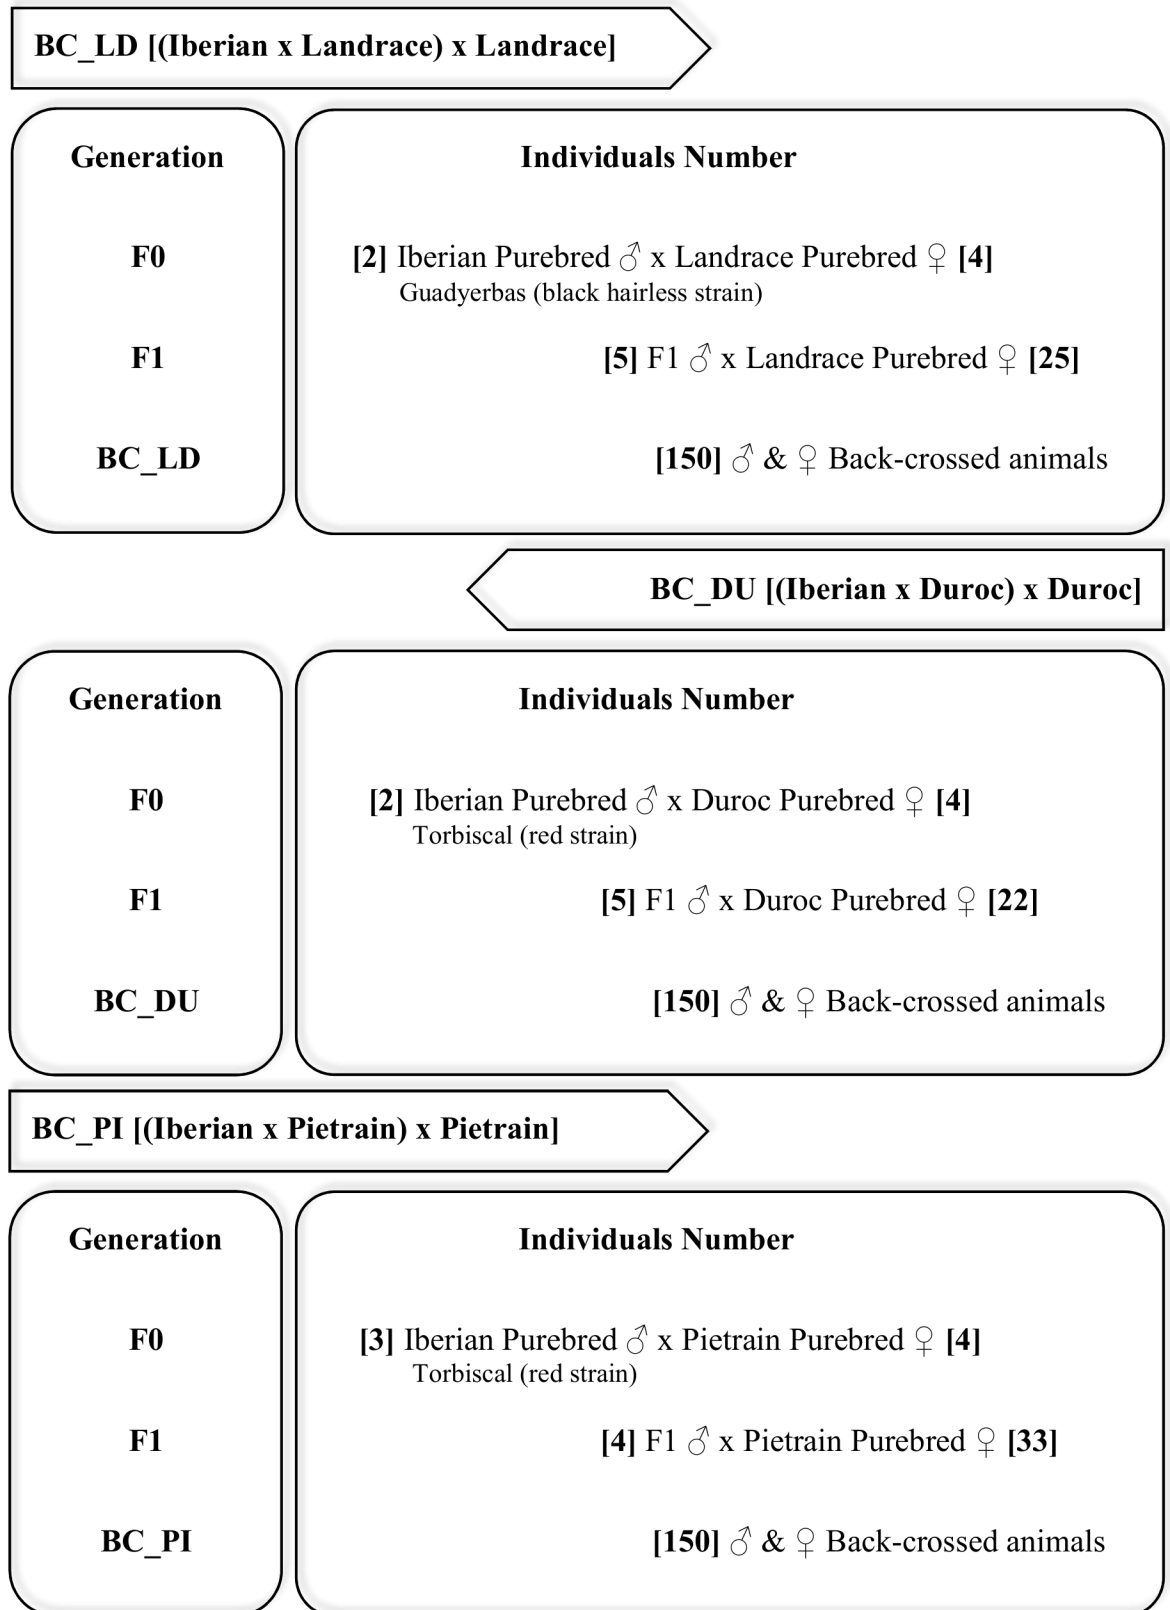 BC_LD [(Iberian x Landrace) x Landrace]
Generation
Individuals Number
F0
[2] Iberian Purebred ♂ x Landrace Purebred ♀ [4]
Guadyerbas (black hairless strain)
F1
[5] F1 ♂ x Landrace Purebred ♀ [25]
BC_LD
[150] ♂ & ♀ Back-crossed animals
BC_DU [(Iberian x Duroc) x Duroc]
Generation
Individuals Number
F0
[2] Iberian Purebred ♂ x Duroc Purebred ♀ [4]
Torbiscal (red strain)
F1
[5] F1 ♂ x Duroc Purebred ♀ [22]
BC_DU
[150] ♂ & ♀ Back-crossed animals
BC_PI [(Iberian x Pietrain) x Pietrain]
Generation
Individuals Number
F0
[3] Iberian Purebred ♂ x Pietrain Purebred ♀ [4]
Torbiscal (red strain)
F1
[4] F1 ♂ x Pietrain Purebred ♀ [33]
BC_PI
[150] ♂ & ♀ Back-crossed animals